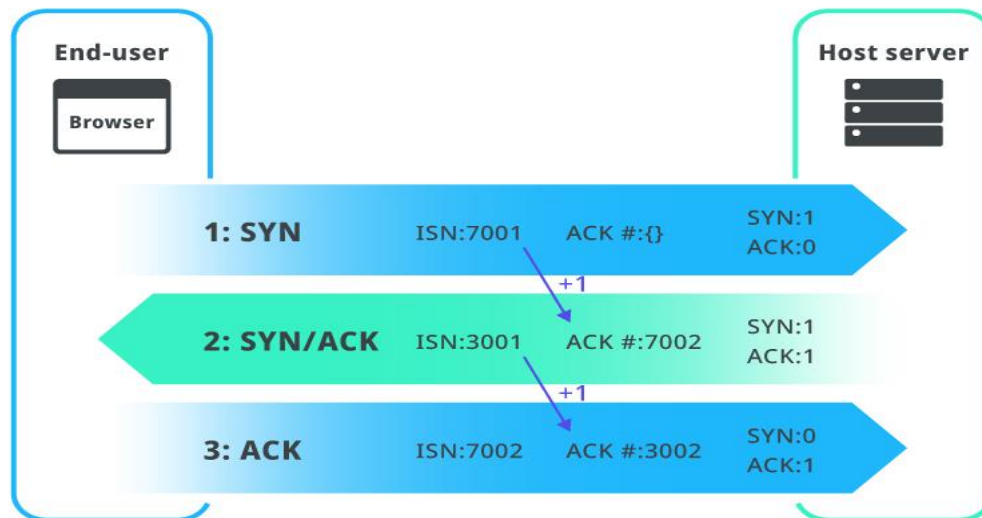 End-user
Host server
Browser
1: SYN ISN:7001 ACK #:{} SYN:1
ACK:0
+1
2: SYN/ACK ISN:3001 ACK #:7002 SYN:1
ACK:1
+1
3: ACK ISN:7002 ACK #:3002 SYN:0
ACK:1